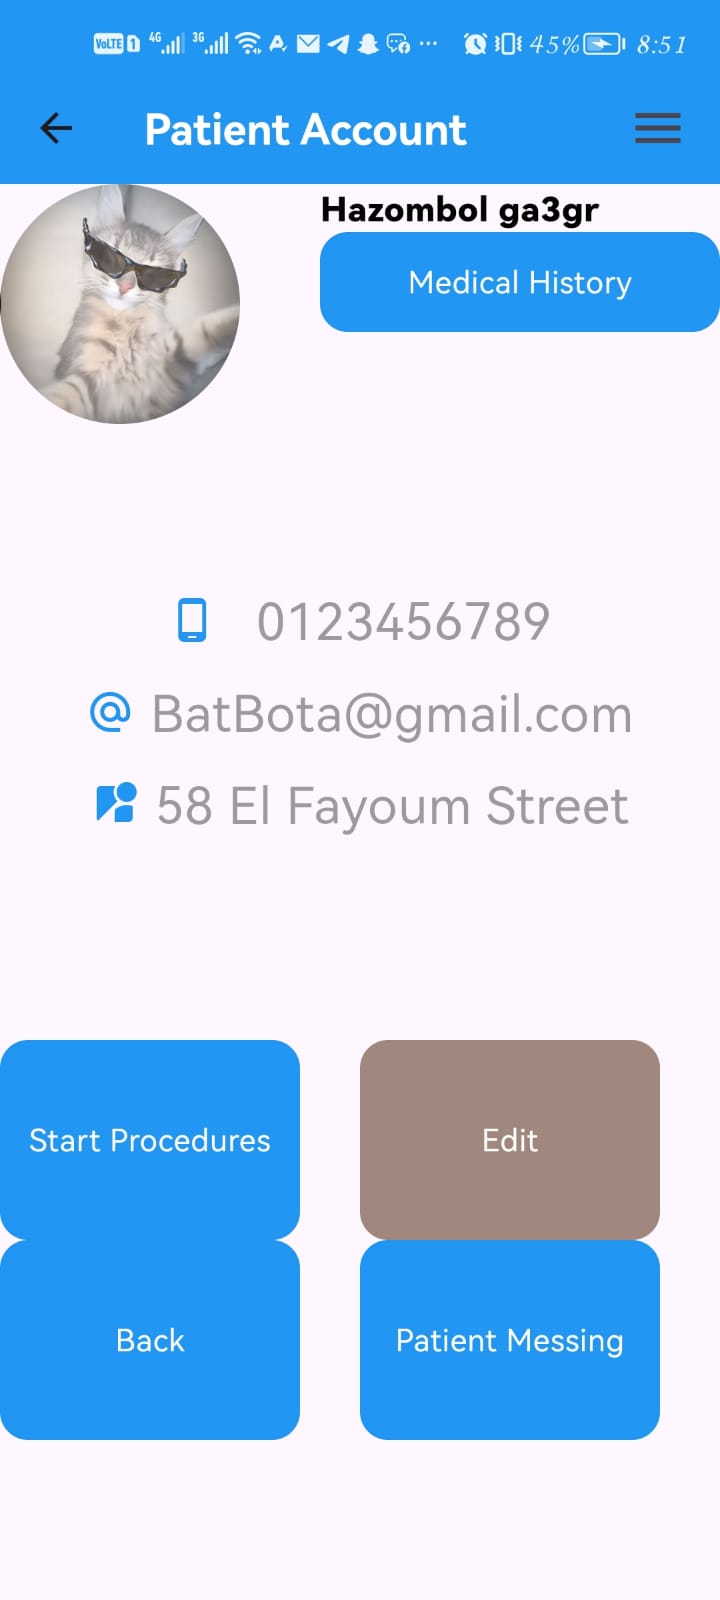 VoLTE 1 4G 3G 45% 8:51
Patient Account
Hazombol ga3gr
Medical History
0123456789
@ BatBota@gmail.com
58 El Fayoum Street
Start Procedures
Edit
Back
Patient Messing